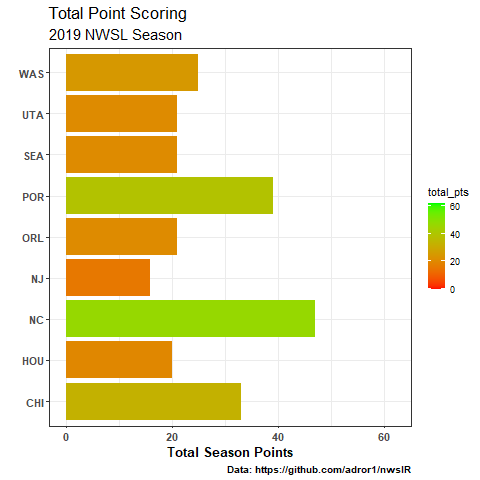 Total Point Scoring
2019 NWSL Season
WAS
UTA
SEA
POR
ORL
NJ
NC
HOU
CHI
0 20 40 60
Total Season Points
total_pts
60
40
20
0
Data: https://github.com/adror1/nwslR